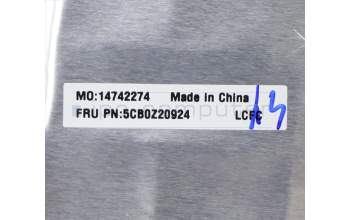 MO:14742274 Made in China
FRU PN:5CB0Z20924 LCFC